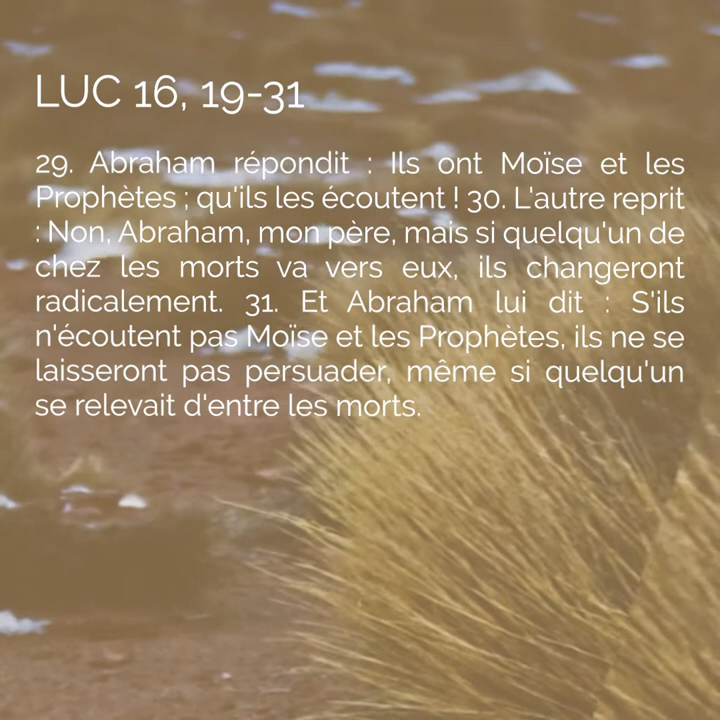 LUC 16, 19-31
29. Abraham répondit : Ils ont Moïse et les
Prophètes ; qu'ils les écoutent ! 30. L'autre reprit
: Non, Abraham, mon père, mais si quelqu'un de
chez les morts va vers eux, ils changeront
radicalement. 31. Et Abraham lui dit : S'ils
n'écoutent pas Moïse et les Prophètes, ils ne se
laisseront pas persuader, même si quelqu'un
se relevait d'entre les morts.